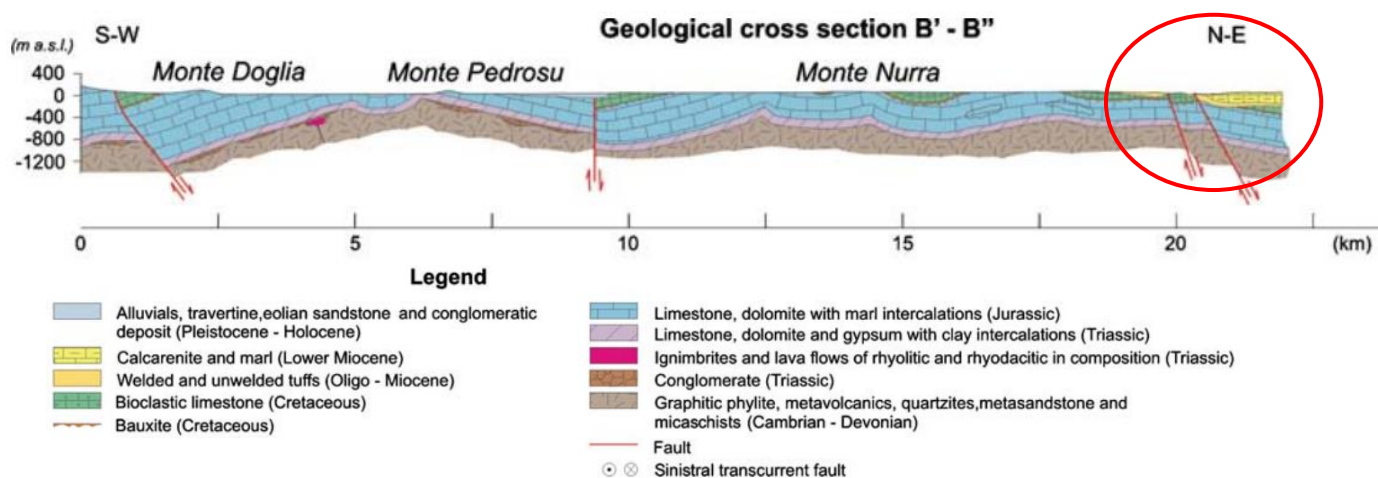 Geological cross section B' - B"
(m a.s.l.)
S-W
N-E
Monte Doglia
Monte Pedrosu
Monte Nurra
400
0
-400
-800
-1200
0
5
10
15
20
(km)
Legend
Alluvials, travertine,eolian sandstone and conglomeratic
deposit (Pleistocene - Holocene)
Calcarenite and marl (Lower Miocene)
Welded and unwelded tuffs (Oligo - Miocene)
Bioclastic limestone (Cretaceous)
Bauxite (Cretaceous)
Limestone, dolomite with marl intercalations (Jurassic)
Limestone, dolomite and gypsum with clay intercalations (Triassic)
Ignimbrites and lava flows of rhyolitic and rhyodacitic in composition (Triassic)
Conglomerate (Triassic)
Graphitic phylite, metavolcanics, quartzites,metasandstone and
micaschists (Cambrian - Devonian)
Fault
Sinistral transcurrent fault